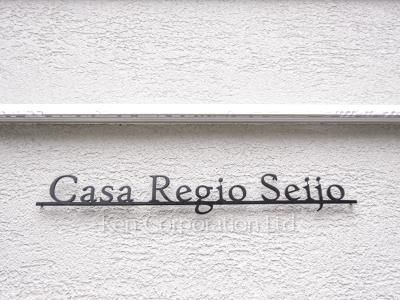 Casa Regio Seijo
Ken Corporation Ltd